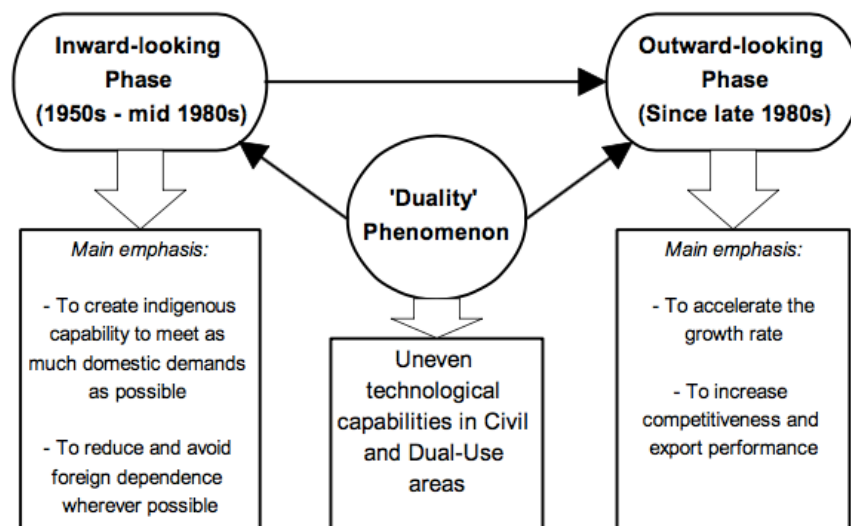 Inward-looking
Phase
(1950s - mid 1980s)
Outward-looking
Phase
(Since late 1980s)
'Duality'
Phenomenon
Main emphasis:
- To create indigenous
capability to meet as
much domestic demands
as possible
- To reduce and avoid
foreign dependence
wherever possible
Uneven
technological
capabilities in Civil
and Dual-Use
areas
Main emphasis:
- To accelerate the
growth rate
- To increase
competitiveness and
export performance